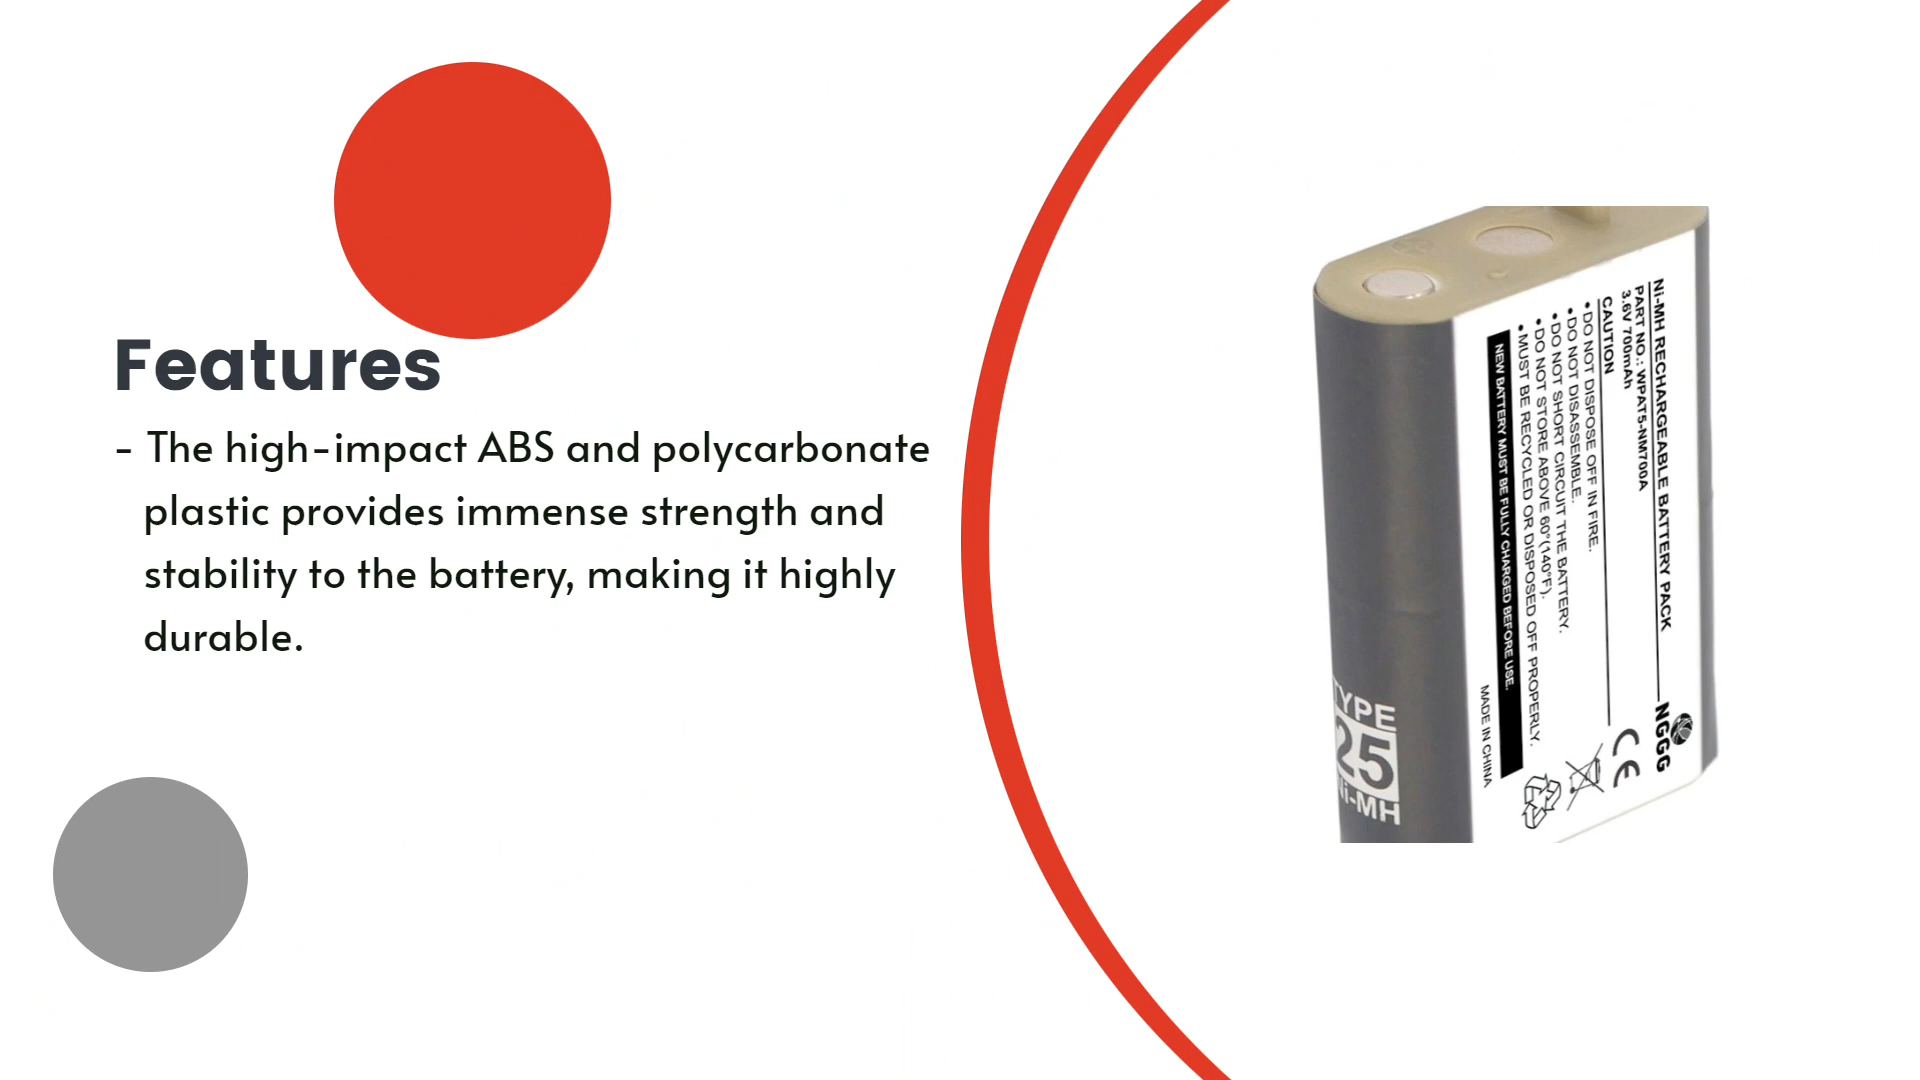 Features
- The high-impact ABS and polycarbonate
plastic provides immense strength and
stability to the battery, making it highly
durable.
Ni-MH RECHARGEABLE BATTERY PACK
PART NO.: WPAT5-NM700A
3.6V 700mAh
CAUTION
• DO NOT DISPOSE OFF IN FIRE.
• DO NOT DISASSEMBLE.
• DO NOT SHORT CIRCUIT THE BATTERY.
• DO NOT STORE ABOVE 60°(140°F).
• MUST BE RECYCLED OR DISPOSED OFF PROPERLY.
NEW BATTERY MUST BE FULLY CHARGED BEFORE USE.
MADE IN CHINA
NGGG
CE
TYPE
25
Ni-MH